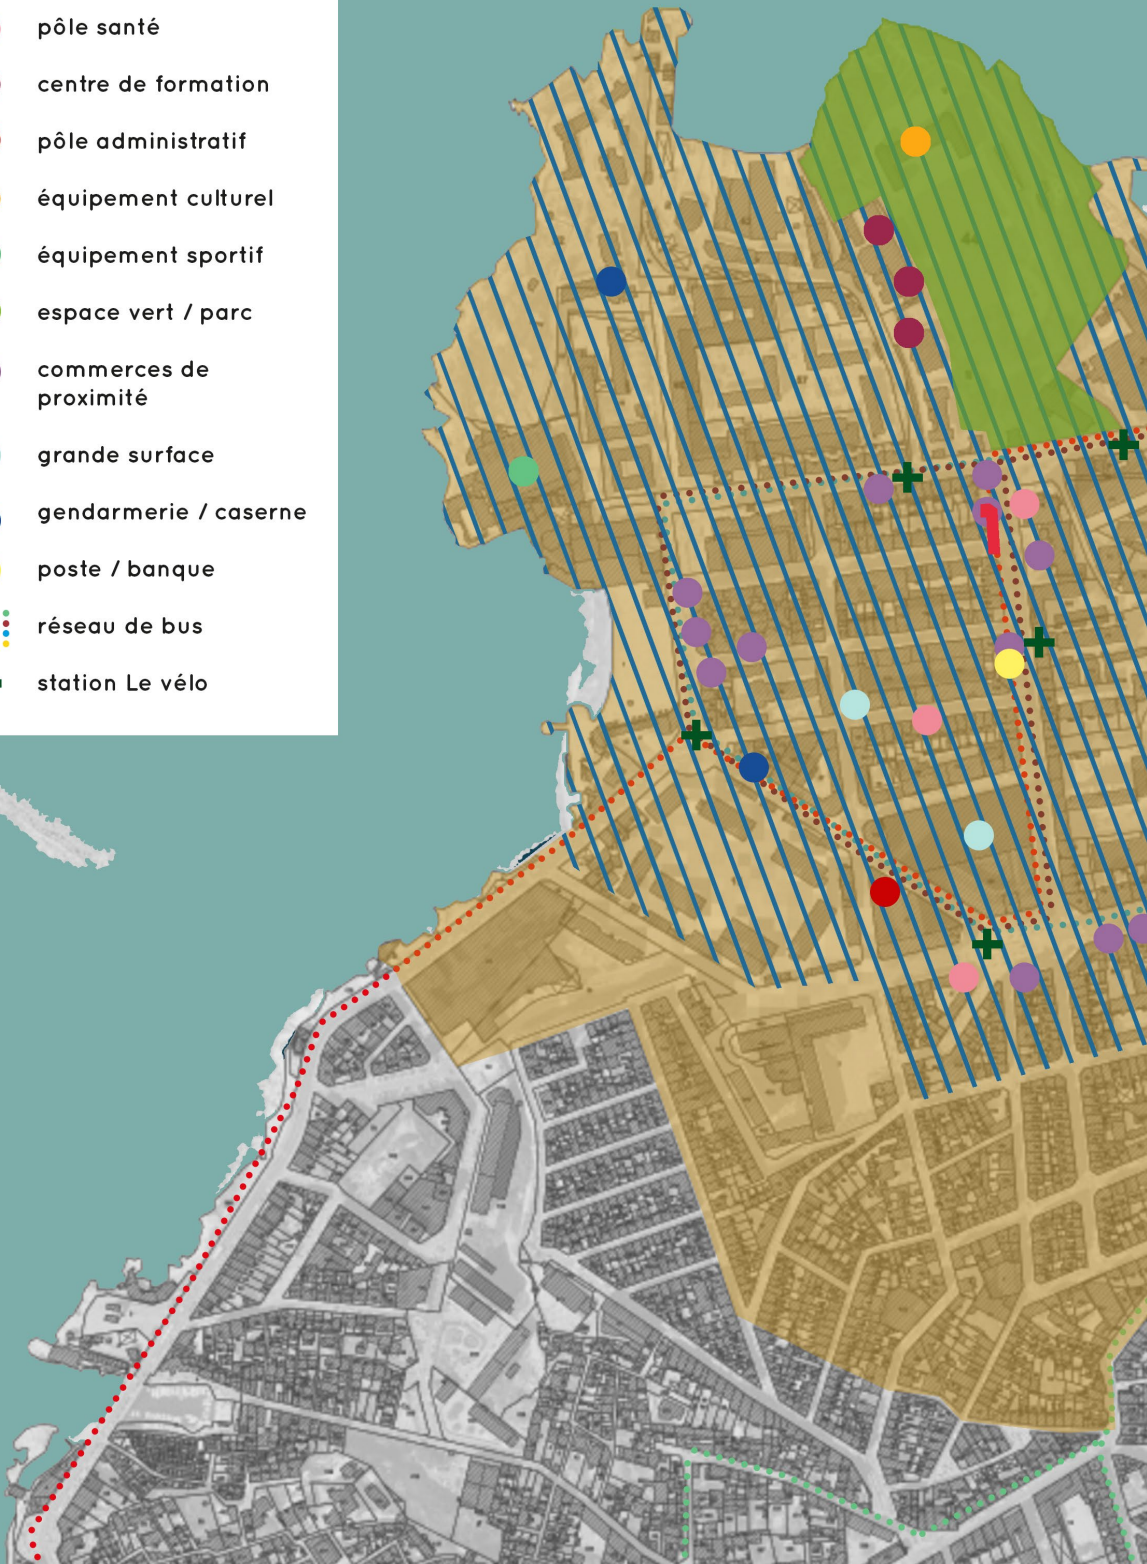 pôle santé
centre de formation
pôle administratif
équipement culturel
équipement sportif
espace vert / parc
commerces de
proximité
grande surface
gendarmerie / caserne
poste / banque
réseau de bus
station Le vélo
1